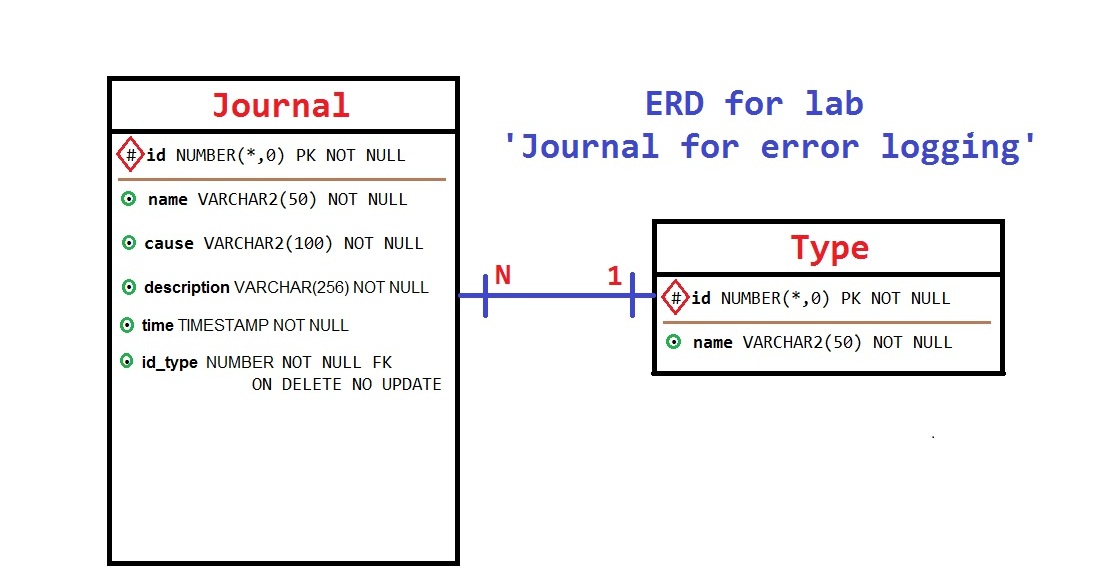 Journal
# id NUMBER(*,0) PK NOT NULL
name VARCHAR2(50) NOT NULL
cause VARCHAR2(100) NOT NULL
description VARCHAR(256) NOT NULL
time TIMESTAMP NOT NULL
id_type NUMBER NOT NULL FK
ON DELETE NO UPDATE
N
1
ERD for lab
'Journal for error logging'
Type
# id NUMBER(*,0) PK NOT NULL
name VARCHAR2(50) NOT NULL